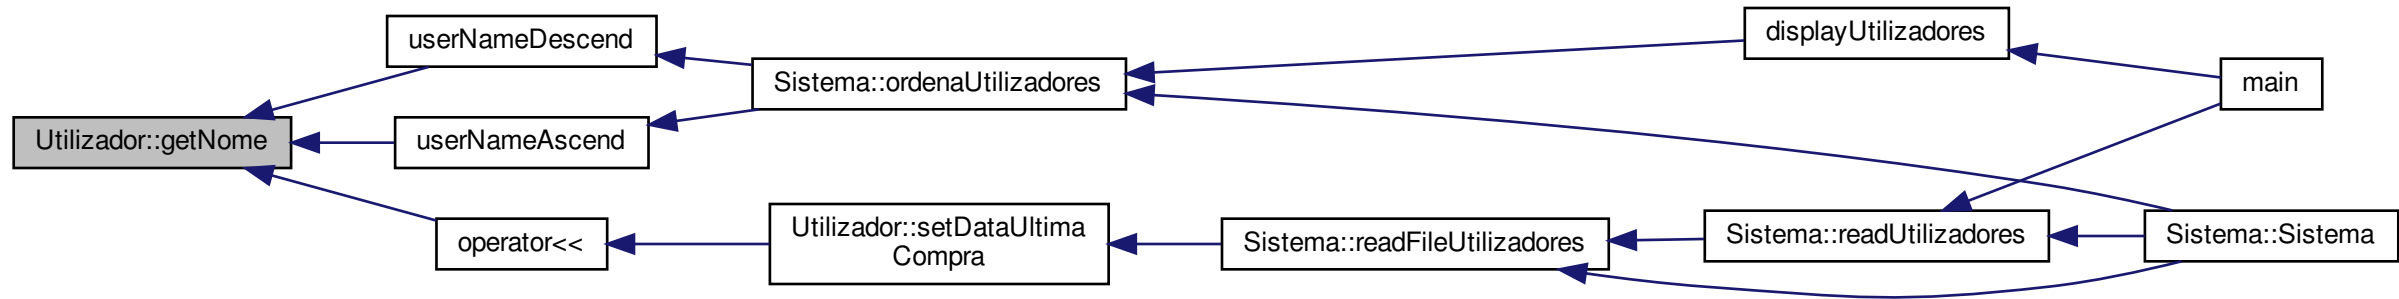 Utilizador::getNome
userNameDescend
userNameAscend
operator<<
Sistema::ordenaUtilizadores
Utilizador::setDataUltima
Compra
Sistema::readFileUtilizadores
displayUtilizadores
Sistema::readUtilizadores
main
Sistema::Sistema